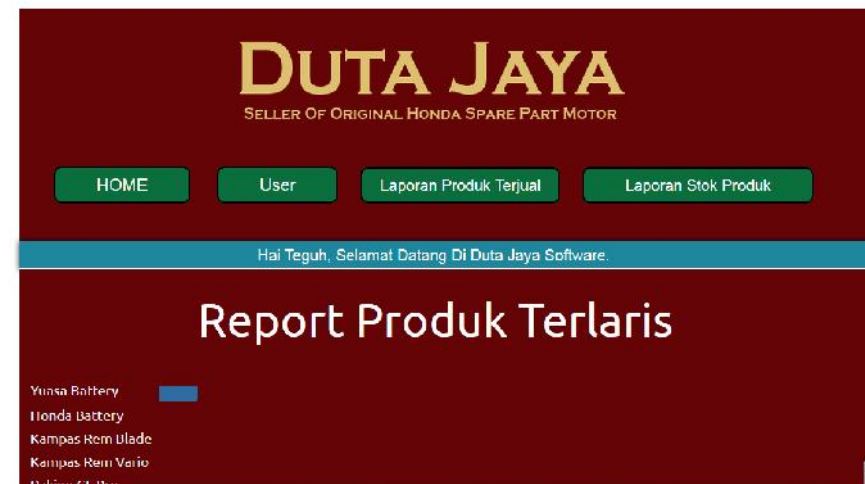 DUTA JAYA
SELLER OF ORIGINAL HONDA SPARE PART MOTOR
HOME User Laporan Produk Terjual Laporan Stok Produk
Hai Teguh, Selamat Datang Di Duta Jaya Software.
Report Produk Terlaris
Yuasa Battery
Honda Battery
Kampas Rem Blade
Kampas Rem Vario